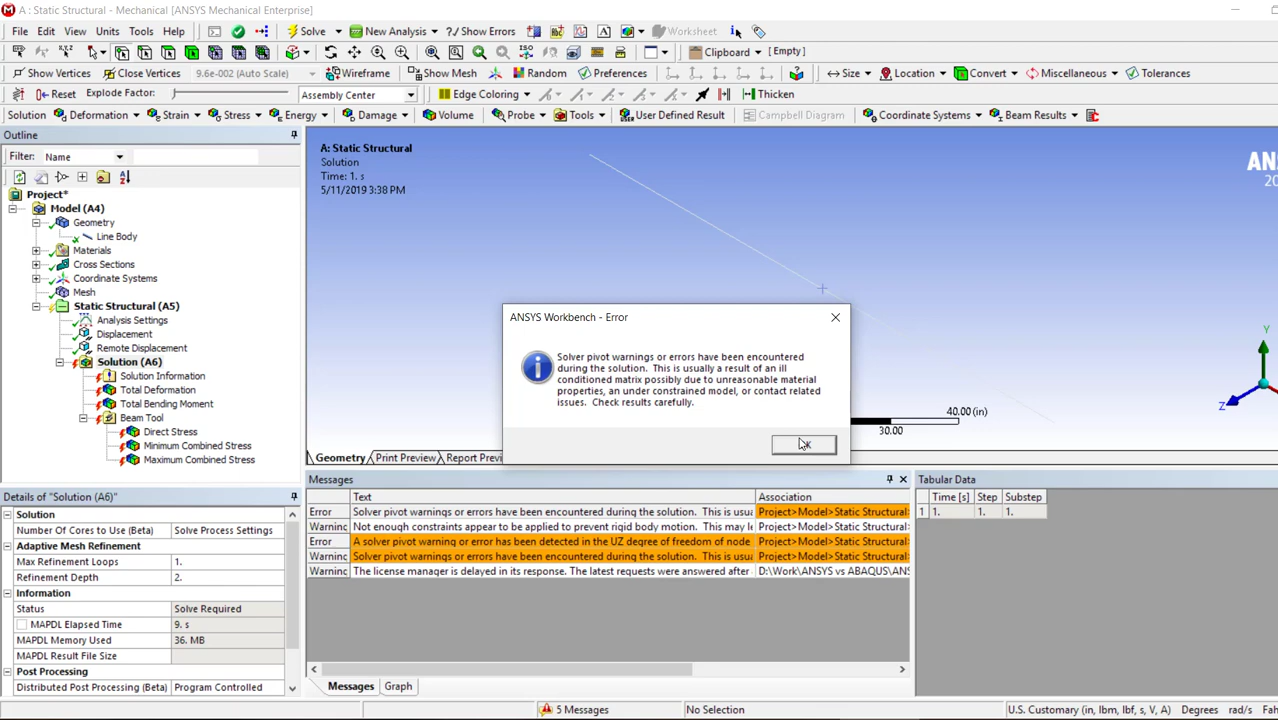 A : Static Structural - Mechanical [ANSYS Mechanical Enterprise]
File Edit View Units Tools Help Solve New Analysis ?/ Show Errors Worksheet
Clipboard [ Empty ]
Show Vertices Close Vertices 9.6e-002 (Auto Scale) Wireframe Show Mesh Random Preferences Size Location Convert Miscellaneous Tolerances
Reset Explode Factor: Assembly Center Edge Coloring Thicken
Solution Deformation Strain Stress Energy Damage Volume Probe Tools User Defined Result Campbell Diagram Coordinate Systems Beam Results
Outline
Filter: Name
Project*
Model (A4)
Geometry
Line Body
Materials
Cross Sections
Coordinate Systems
Mesh
Static Structural (A5)
Analysis Settings
Displacement
Remote Displacement
Solution (A6)
Solution Information
Total Deformation
Total Bending Moment
Beam Tool
Direct Stress
Minimum Combined Stress
Maximum Combined Stress
A: Static Structural
Solution
Time: 1. s
5/11/2019 3:38 PM
AN
20
ANSYS Workbench - Error
Solver pivot warnings or errors have been encountered
during the solution. This is usually a result of an ill
conditioned matrix possibly due to unreasonable material
properties, an under constrained model, or contact related
issues. Check results carefully.
Y
Z
40.00 (in)
30.00
Geometry Print Preview Report Previ
Details of "Solution (A6)"
Solution
Number Of Cores to Use (Beta) Solve Process Settings
Adaptive Mesh Refinement
Max Refinement Loops 1.
Refinement Depth 2.
Information
Status Solve Required
MAPDL Elapsed Time 9. s
MAPDL Memory Used 36. MB
MAPDL Result File Size
Post Processing
Distributed Post Processing (Beta) Program Controlled
Messages
Text Association
Error Solver pivot warnings or errors have been encountered during the solution. This is usua Project>Model>Static Structural>
Warninc Not enough constraints appear to be applied to prevent rigid body motion. This may le Project>Model>Static Structural>
Error A solver pivot warning or error has been detected in the UZ degree of freedom of node Project>Model>Static Structural>
Warninc Solver pivot warnings or errors have been encountered during the solution. This is usua Project>Model>Static Structural>
Warninc The license manager is delayed in its response. The latest requests were answered after D:\Work\ANSYS vs ABAQUS\ANS
Messages Graph
Tabular Data
Time [s] Step Substep
1 1. 1. 1.
5 Messages No Selection U.S. Customary (in, lbm, lbf, s, V, A) Degrees rad/s Fah